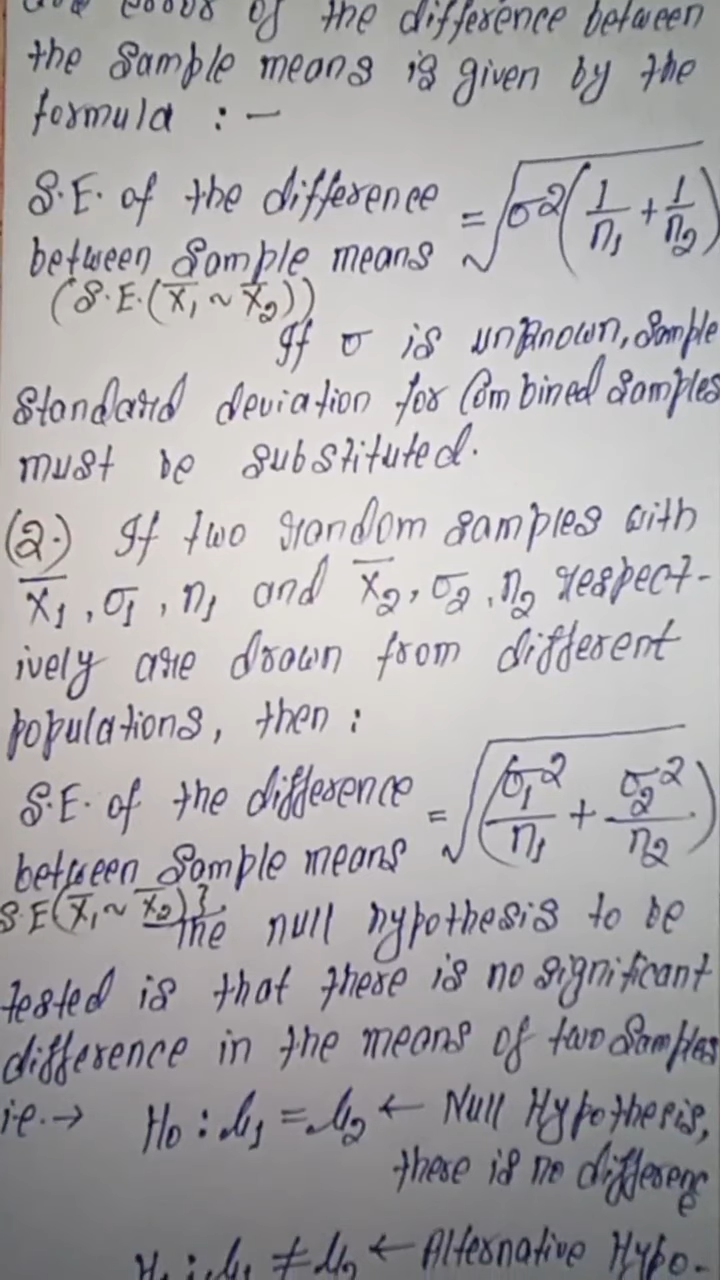 of the difference between
the sample means is given by the
formula : –
S.E. of the difference
between sample means = √σ²(1/n₁ + 1/n₂)
(S.E.(x̄₁ ~ x̄₂))
If σ is unknown, sample
standard deviation for combined samples
must be substituted.
(2.) If two random samples with
x̄₁, σ₁, n₁ and x̄₂, σ₂, n₂ respect-
ively are drawn from different
populations, then :
S.E. of the difference
between sample means = √(σ₁²/n₁ + σ₂²/n₂)
S.E(x̄₁ ~ x̄₂)}
The null hypothesis to be
tested is that there is no significant
difference in the means of two samples
i.e. → H₀ : μ₁ = μ₂ ← Null Hypothesis,
there is no difference
: μ₁ ≠ μ₂ ← Alternative Hypo-